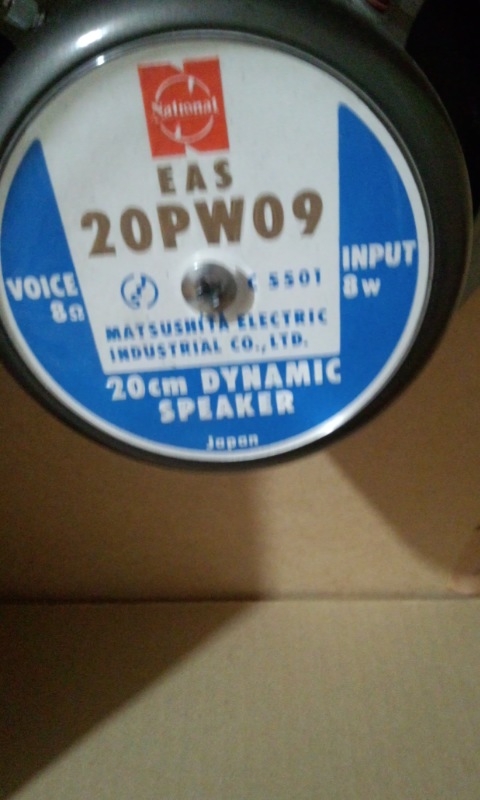 National
EAS
20PW09
VOICE
8Ω
INPUT
8W
C 5501
MATSUSHITA ELECTRIC
INDUSTRIAL CO., LTD.
20cm DYNAMIC
SPEAKER
Japan